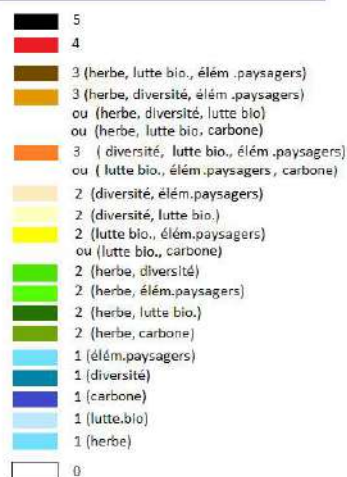 5
4
3 (herbe, lutte bio., élém .paysagers)
3 (herbe, diversité, élém .paysagers)
ou (herbe, diversité, lutte bio)
ou (herbe, lutte bio, carbone)
3 ( diversité, lutte bio., élém .paysagers)
ou ( lutte bio., élém .paysagers , carbone)
2 (diversité, élém.paysagers)
2 (diversité, lutte bio.)
2 (lutte bio., élém.paysagers)
ou (lutte bio., carbone)
2 (herbe, diversité)
2 (herbe, élém.paysagers)
2 (herbe, lutte bio.)
2 (herbe, carbone)
1 (élém.paysagers)
1 (diversité)
1 (carbone)
1 (lutte.bio)
1 (herbe)
0